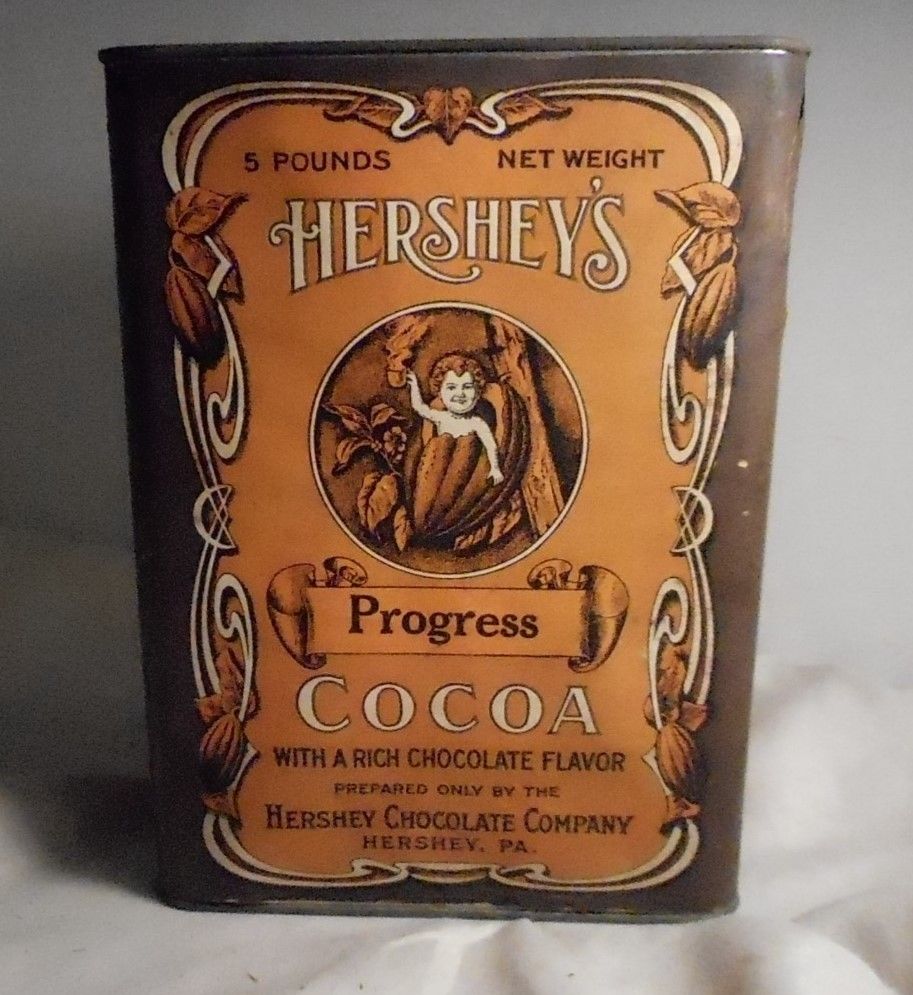 5 POUNDS NET WEIGHT
HERSHEY'S
Progress
COCOA
WITH A RICH CHOCOLATE FLAVOR
PREPARED ONLY BY THE
HERSHEY CHOCOLATE COMPANY
HERSHEY, PA.